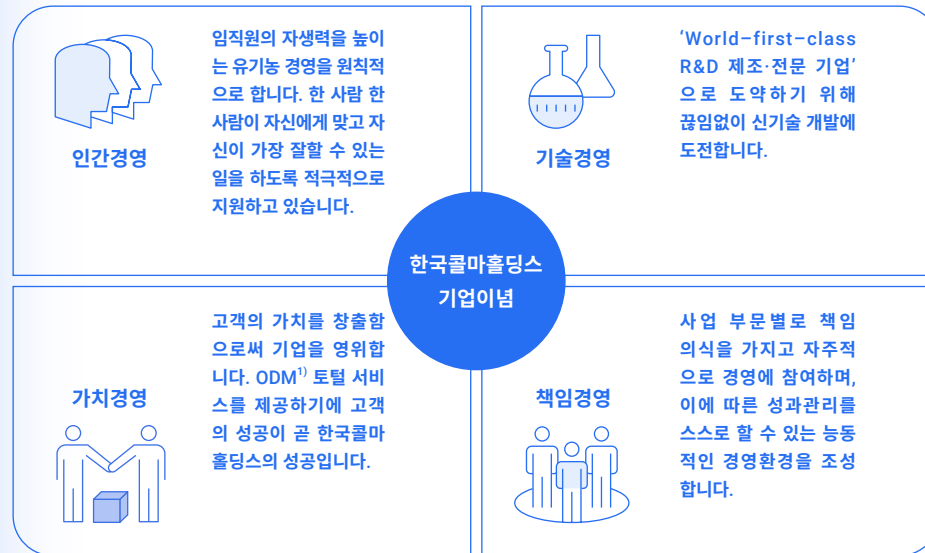 인간경영
임직원의 자생력을 높이
는 유기농 경영을 원칙적
으로 합니다. 한 사람 한
사람이 자신에게 맞고 자
신이 가장 잘할 수 있는
일을 하도록 적극적으로
지원하고 있습니다.
기술경영
‘World-first-class
R&D 제조·전문 기업’
으로 도약하기 위해
끊임없이 신기술 개발에
도전합니다.
한국콜마홀딩스
기업이념
가치경영
고객의 가치를 창출함
으로써 기업을 영위합
니다. ODM1) 토털 서비
스를 제공하기에 고객
의 성공이 곧 한국콜마
홀딩스의 성공입니다.
책임경영
사업 부문별로 책임
의식을 가지고 자주적
으로 경영에 참여하며,
이에 따른 성과관리를
스스로 할 수 있는 능동
적인 경영환경을 조성
합니다.